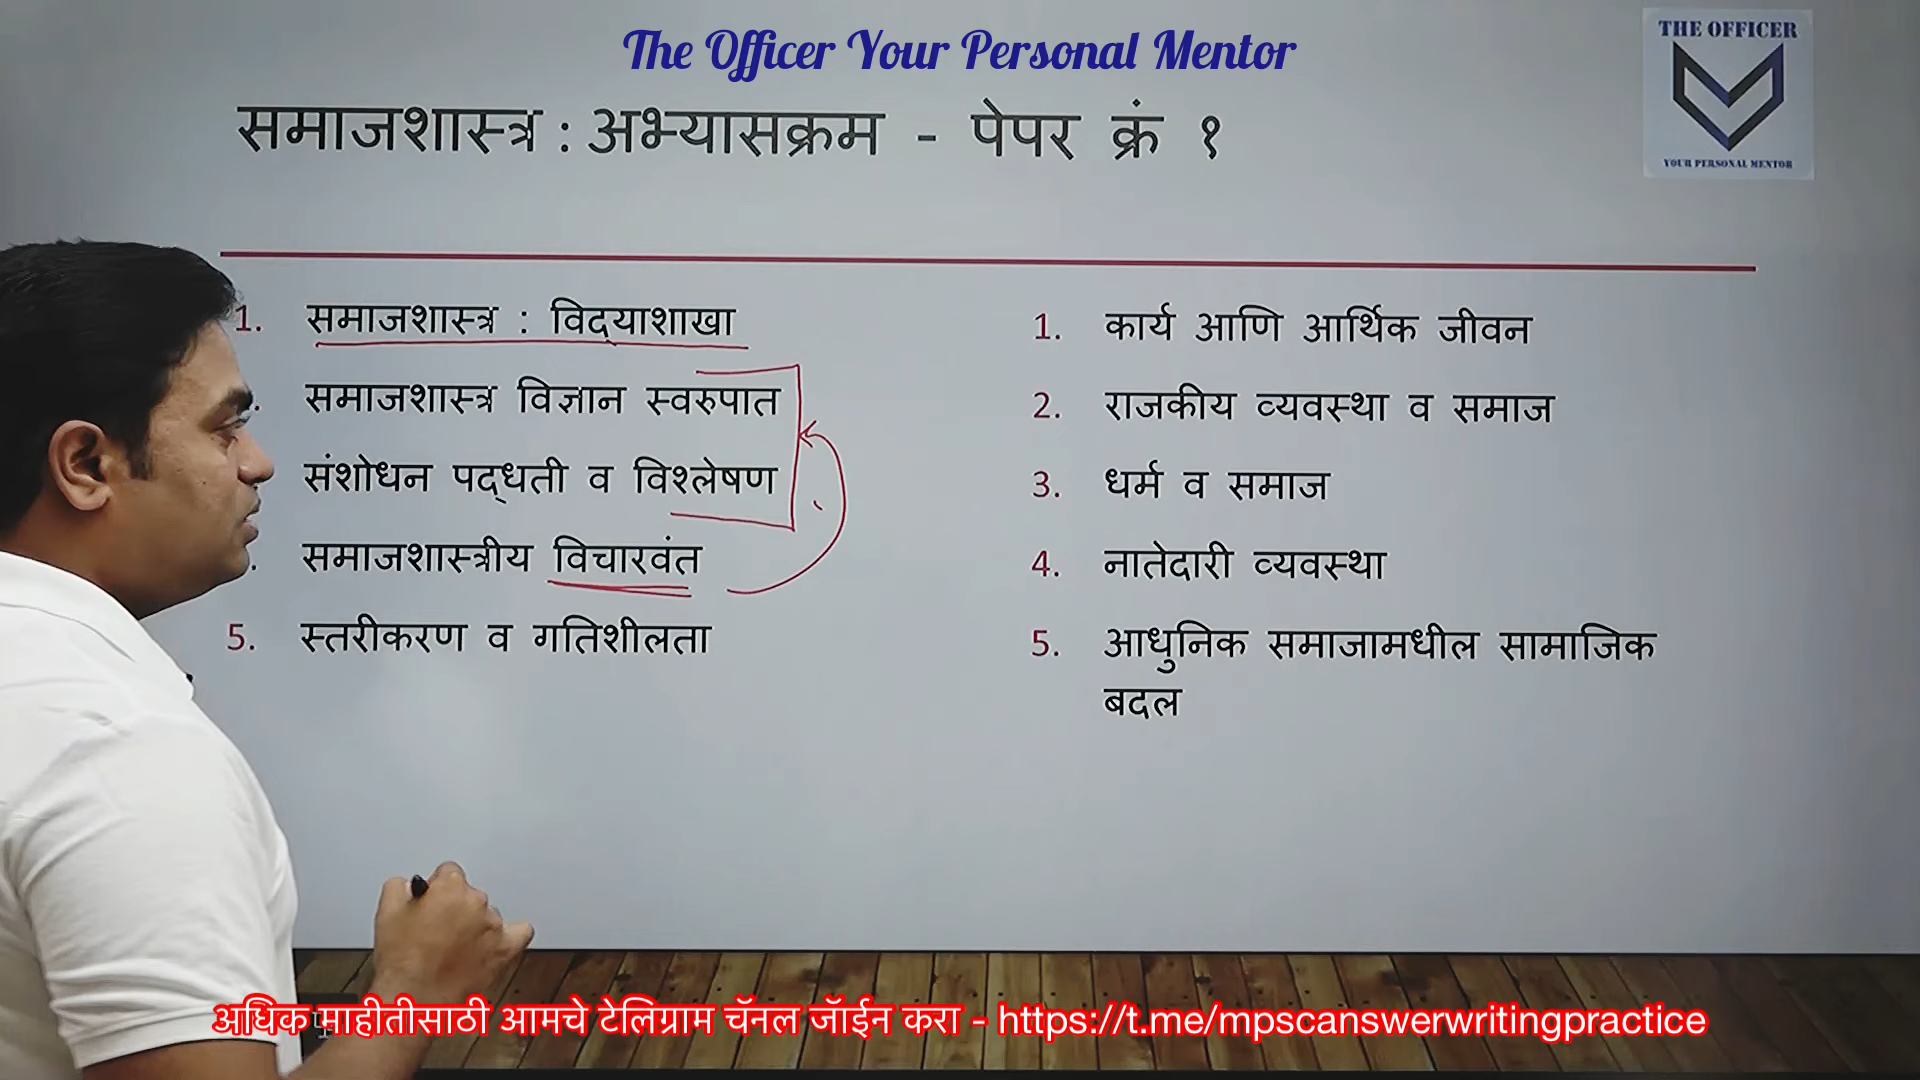 The Officer Your Personal Mentor
THE OFFICER
YOUR PERSONAL MENTOR
समाजशास्त्र : अभ्यासक्रम - पेपर क्रं १
1. समाजशास्त्र : विद्‌याशाखा
समाजशास्त्र विज्ञान स्वरुपात
संशोधन पद्‌धती व विश्लेषण
समाजशास्त्रीय विचारवंत
5. स्तरीकरण व गतिशीलता
1. कार्य आणि आर्थिक जीवन
2. राजकीय व्यवस्था व समाज
3. धर्म व समाज
4. नातेदारी व्यवस्था
5. आधुनिक समाजामधील सामाजिक
बदल
अधिक माहीतीसाठी आमचे टेलिग्राम चॅनल जॉईन करा - https://t.me/mpscanswerwritingpractice